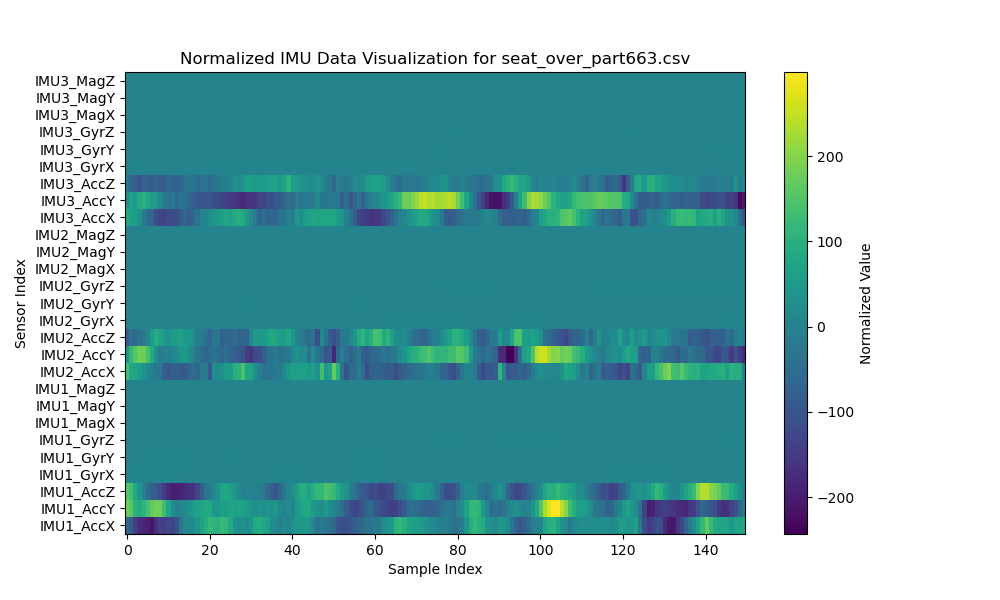 Normalized IMU Data Visualization for seat_over_part663.csv
IMU3_MagZ
IMU3_MagY
IMU3_MagX
IMU3_GyrZ
IMU3_GyrY
IMU3_GyrX
IMU3_AccZ
IMU3_AccY
IMU3_AccX
IMU2_MagZ
IMU2_MagY
IMU2_MagX
IMU2_GyrZ
IMU2_GyrY
IMU2_GyrX
IMU2_AccZ
IMU2_AccY
IMU2_AccX
IMU1_MagZ
IMU1_MagY
IMU1_MagX
IMU1_GyrZ
IMU1_GyrY
IMU1_GyrX
IMU1_AccZ
IMU1_AccY
IMU1_AccX
Sensor Index
0 20 40 60 80 100 120 140
Sample Index
200
100
0
−100
−200
Normalized Value